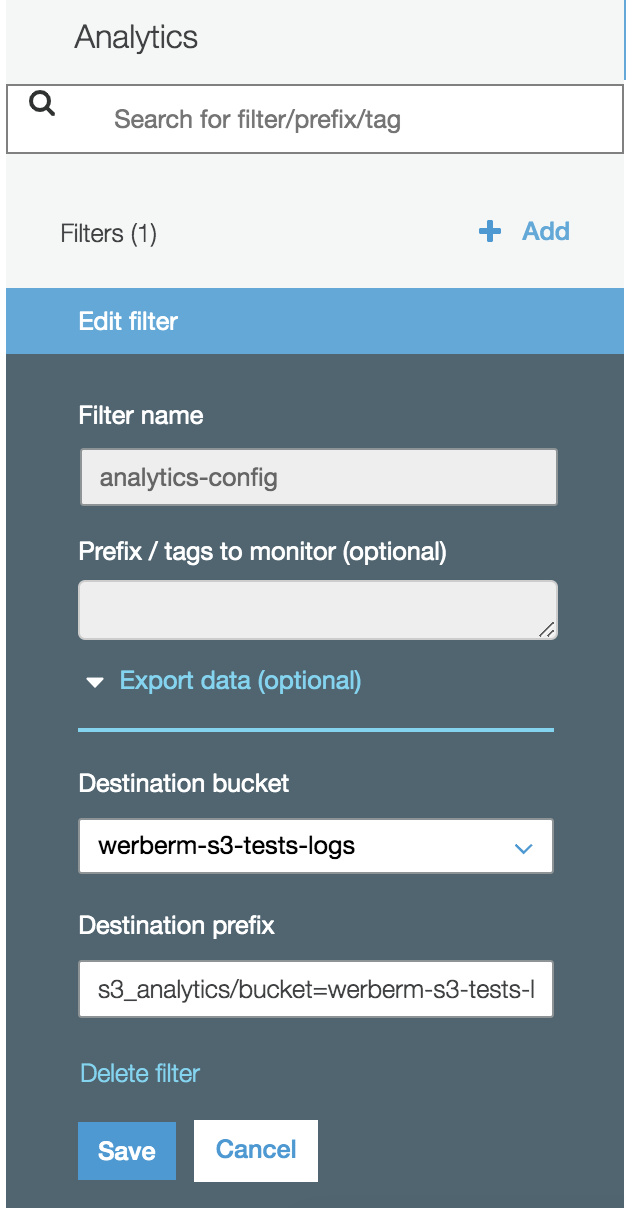 Analytics
Search for filter/prefix/tag
Filters (1)
Add
Edit filter
Filter name
analytics-config
Prefix / tags to monitor (optional)
Export data (optional)
Destination bucket
werberm-s3-tests-logs
Destination prefix
s3_analytics/bucket=werberm-s3-tests-l
Delete filter
Save Cancel